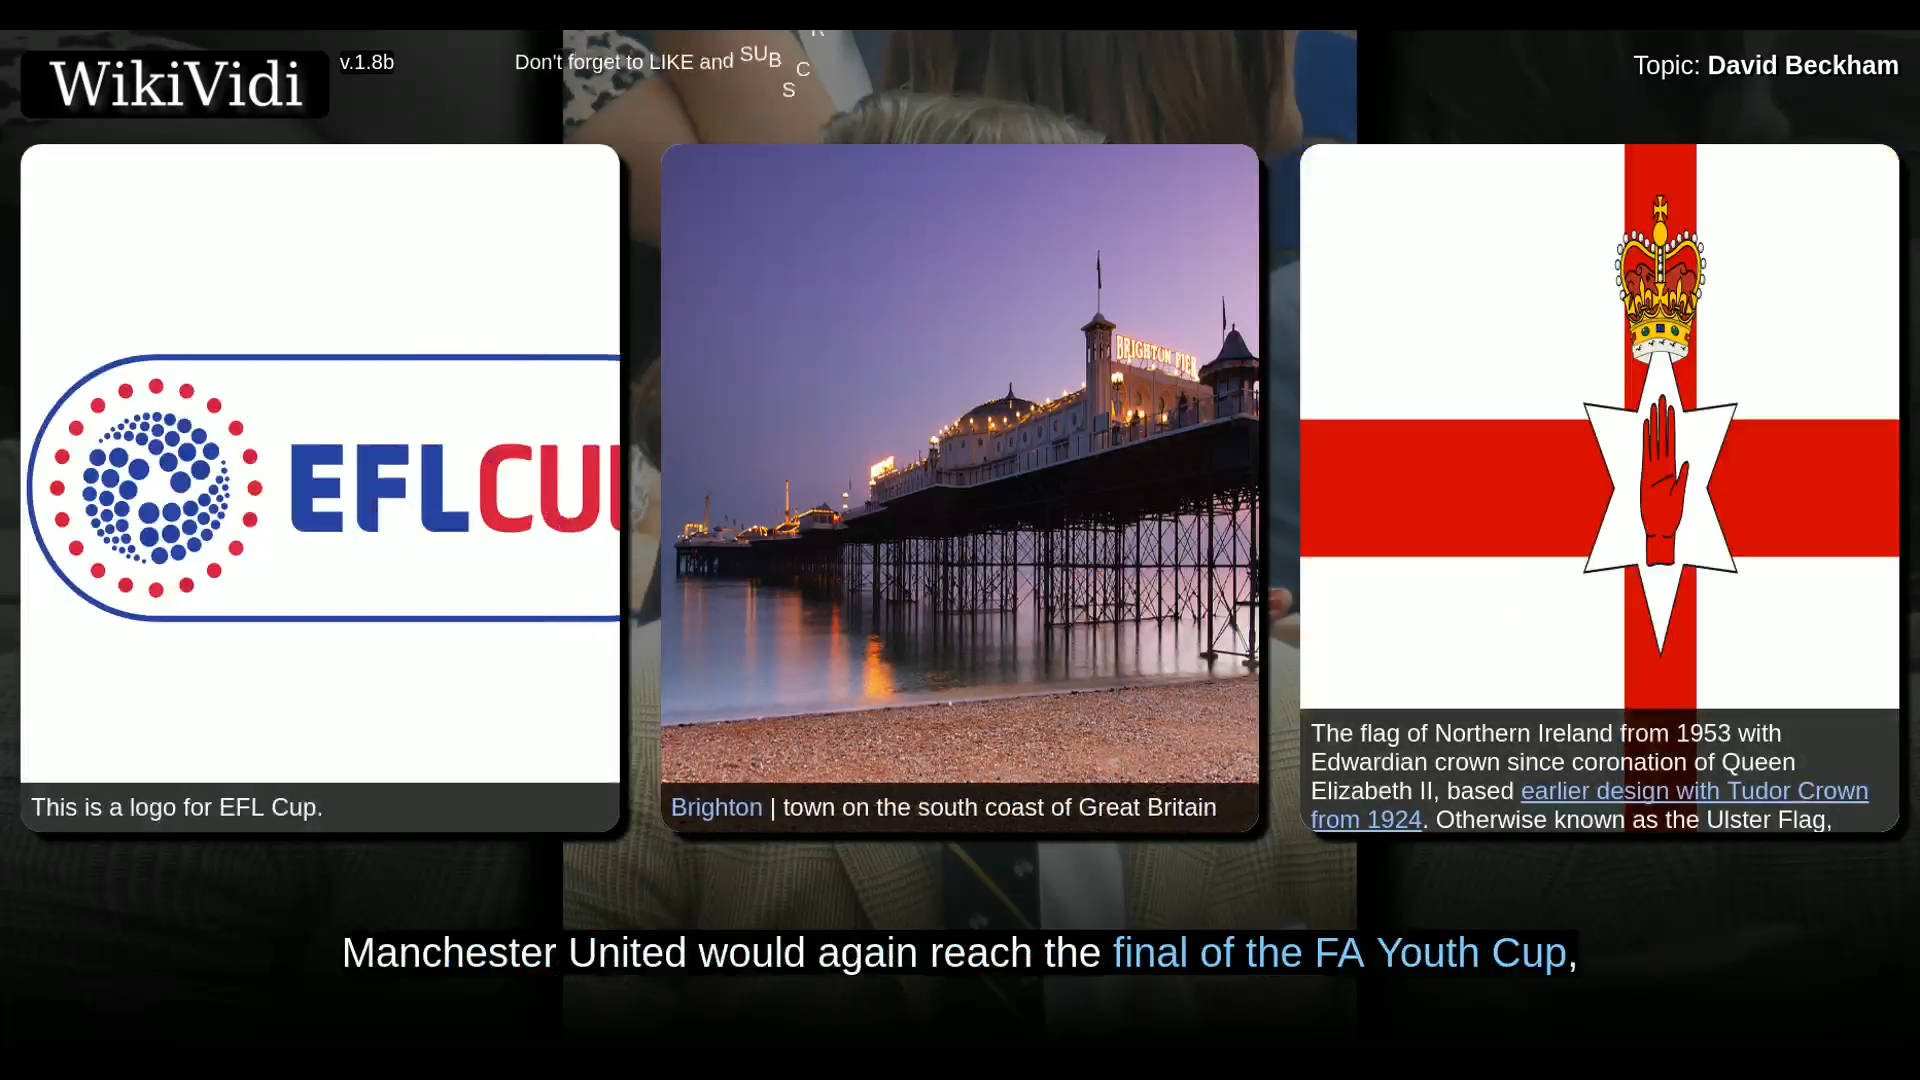 WikiVidi
v.1.8b
Don't forget to LIKE and SUBSCR
Topic: David Beckham
EFLCU
BRIGHTON PIER
This is a logo for EFL Cup.
Brighton | town on the south coast of Great Britain
The flag of Northern Ireland from 1953 with
Edwardian crown since coronation of Queen
Elizabeth II, based earlier design with Tudor Crown
from 1924. Otherwise known as the Ulster Flag,
Manchester United would again reach the final of the FA Youth Cup,